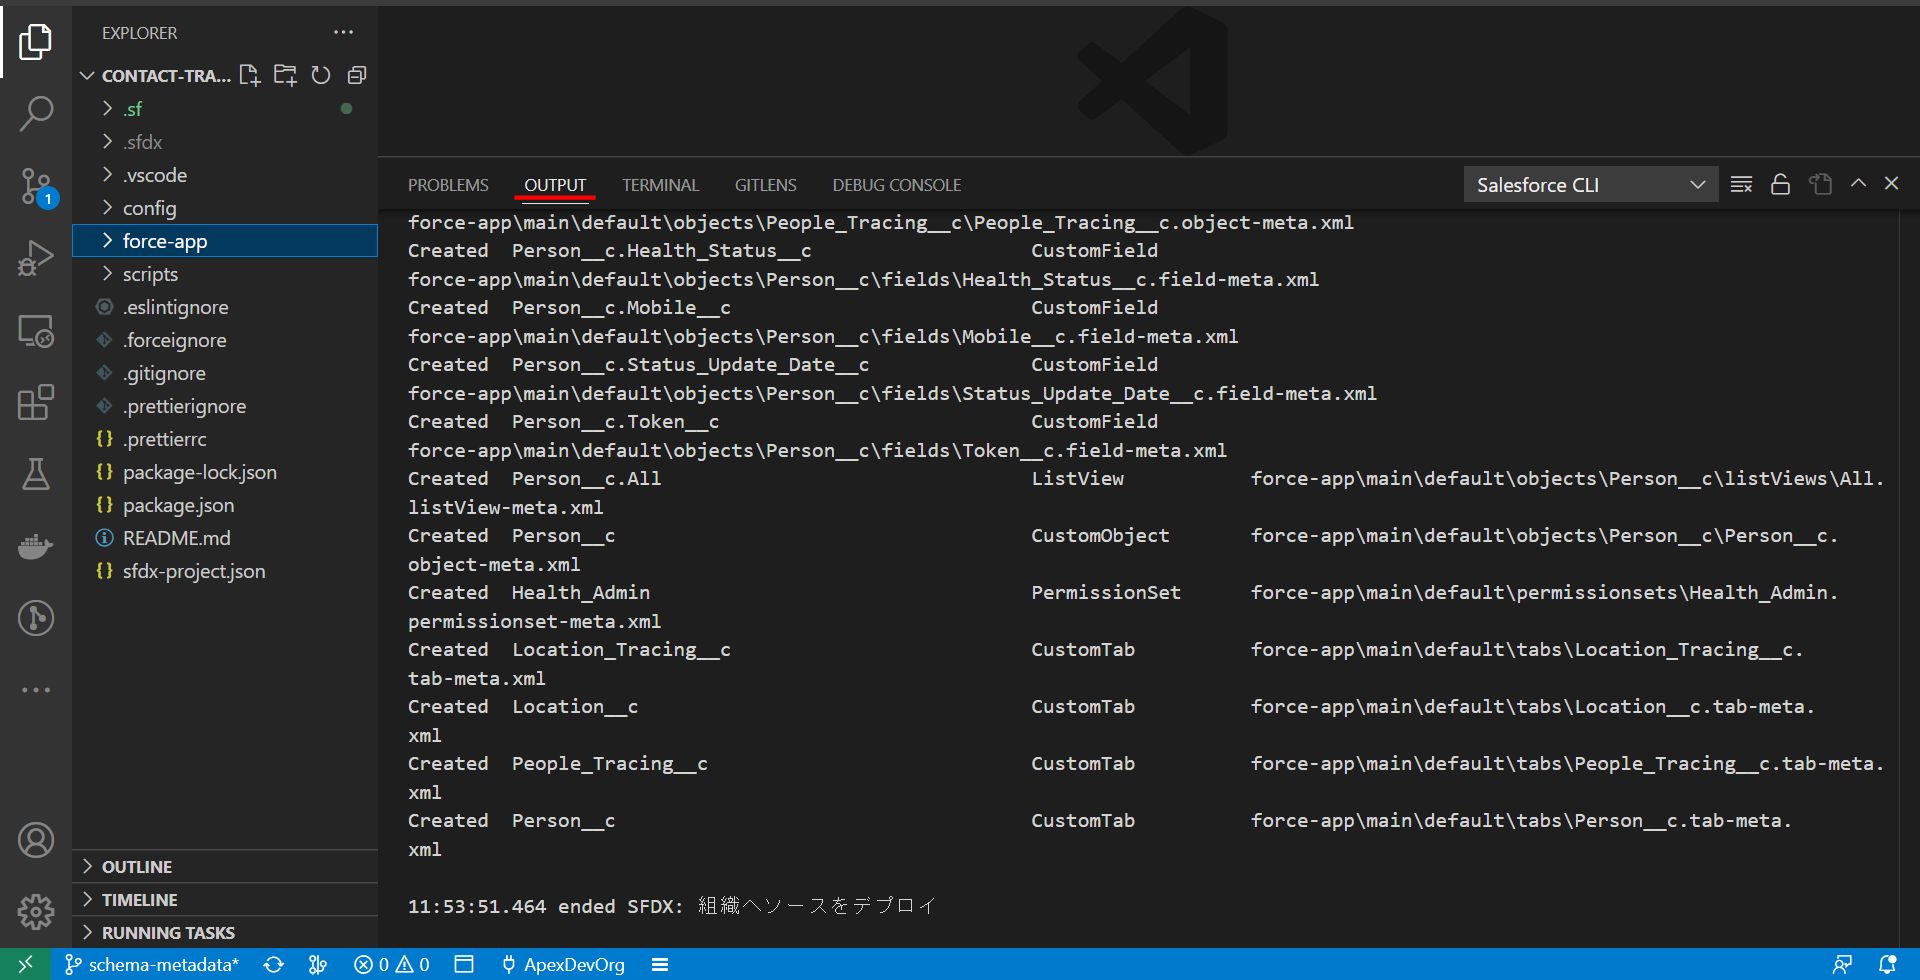 EXPLORER
CONTACT-TRA...
.sf
.sfdx
.vscode
config
force-app
scripts
.eslintignore
.forceignore
.gitignore
.prettierignore
{} .prettierrc
{} package-lock.json
{} package.json
README.md
{} sfdx-project.json
OUTLINE
TIMELINE
RUNNING TASKS
1
PROBLEMS OUTPUT TERMINAL GITLENS DEBUG CONSOLE Salesforce CLI
force-app\main\default\objects\People_Tracing__c\People_Tracing__c.object-meta.xml
Created Person__c.Health_Status__c CustomField
force-app\main\default\objects\Person__c\fields\Health_Status__c.field-meta.xml
Created Person__c.Mobile__c CustomField
force-app\main\default\objects\Person__c\fields\Mobile__c.field-meta.xml
Created Person__c.Status_Update_Date__c CustomField
force-app\main\default\objects\Person__c\fields\Status_Update_Date__c.field-meta.xml
Created Person__c.Token__c CustomField
force-app\main\default\objects\Person__c\fields\Token__c.field-meta.xml
Created Person__c.All ListView force-app\main\default\objects\Person__c\listViews\All.
listView-meta.xml
Created Person__c CustomObject force-app\main\default\objects\Person__c\Person__c.
object-meta.xml
Created Health_Admin PermissionSet force-app\main\default\permissionsets\Health_Admin.
permissionset-meta.xml
Created Location_Tracing__c CustomTab force-app\main\default\tabs\Location_Tracing__c.
tab-meta.xml
Created Location__c CustomTab force-app\main\default\tabs\Location__c.tab-meta.
xml
Created People_Tracing__c CustomTab force-app\main\default\tabs\People_Tracing__c.tab-meta.
xml
Created Person__c CustomTab force-app\main\default\tabs\Person__c.tab-meta.
xml
11:53:51.464 ended SFDX: 組織へソースをデプロイ
schema-metadata* 0 0 ApexDevOrg